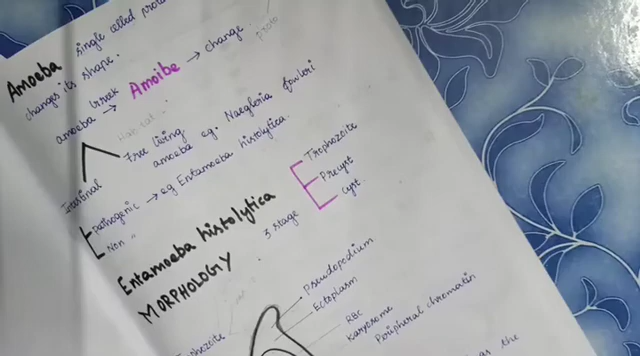 Amoeba single celled
changes its shape.
amoeba Greek → Amoibe → change
Free living
amoeba eg. Naegleria fowleri
Intestinal
pathogenic → eg Entamoeba histolytica.
Non "
Entamoeba histolytica
MORPHOLOGY
3 stage
Trophozoite
Precyst
Cyst
Pseudopodium
Ectoplasm
RBC
Karyosome
Peripheral chromatin
the